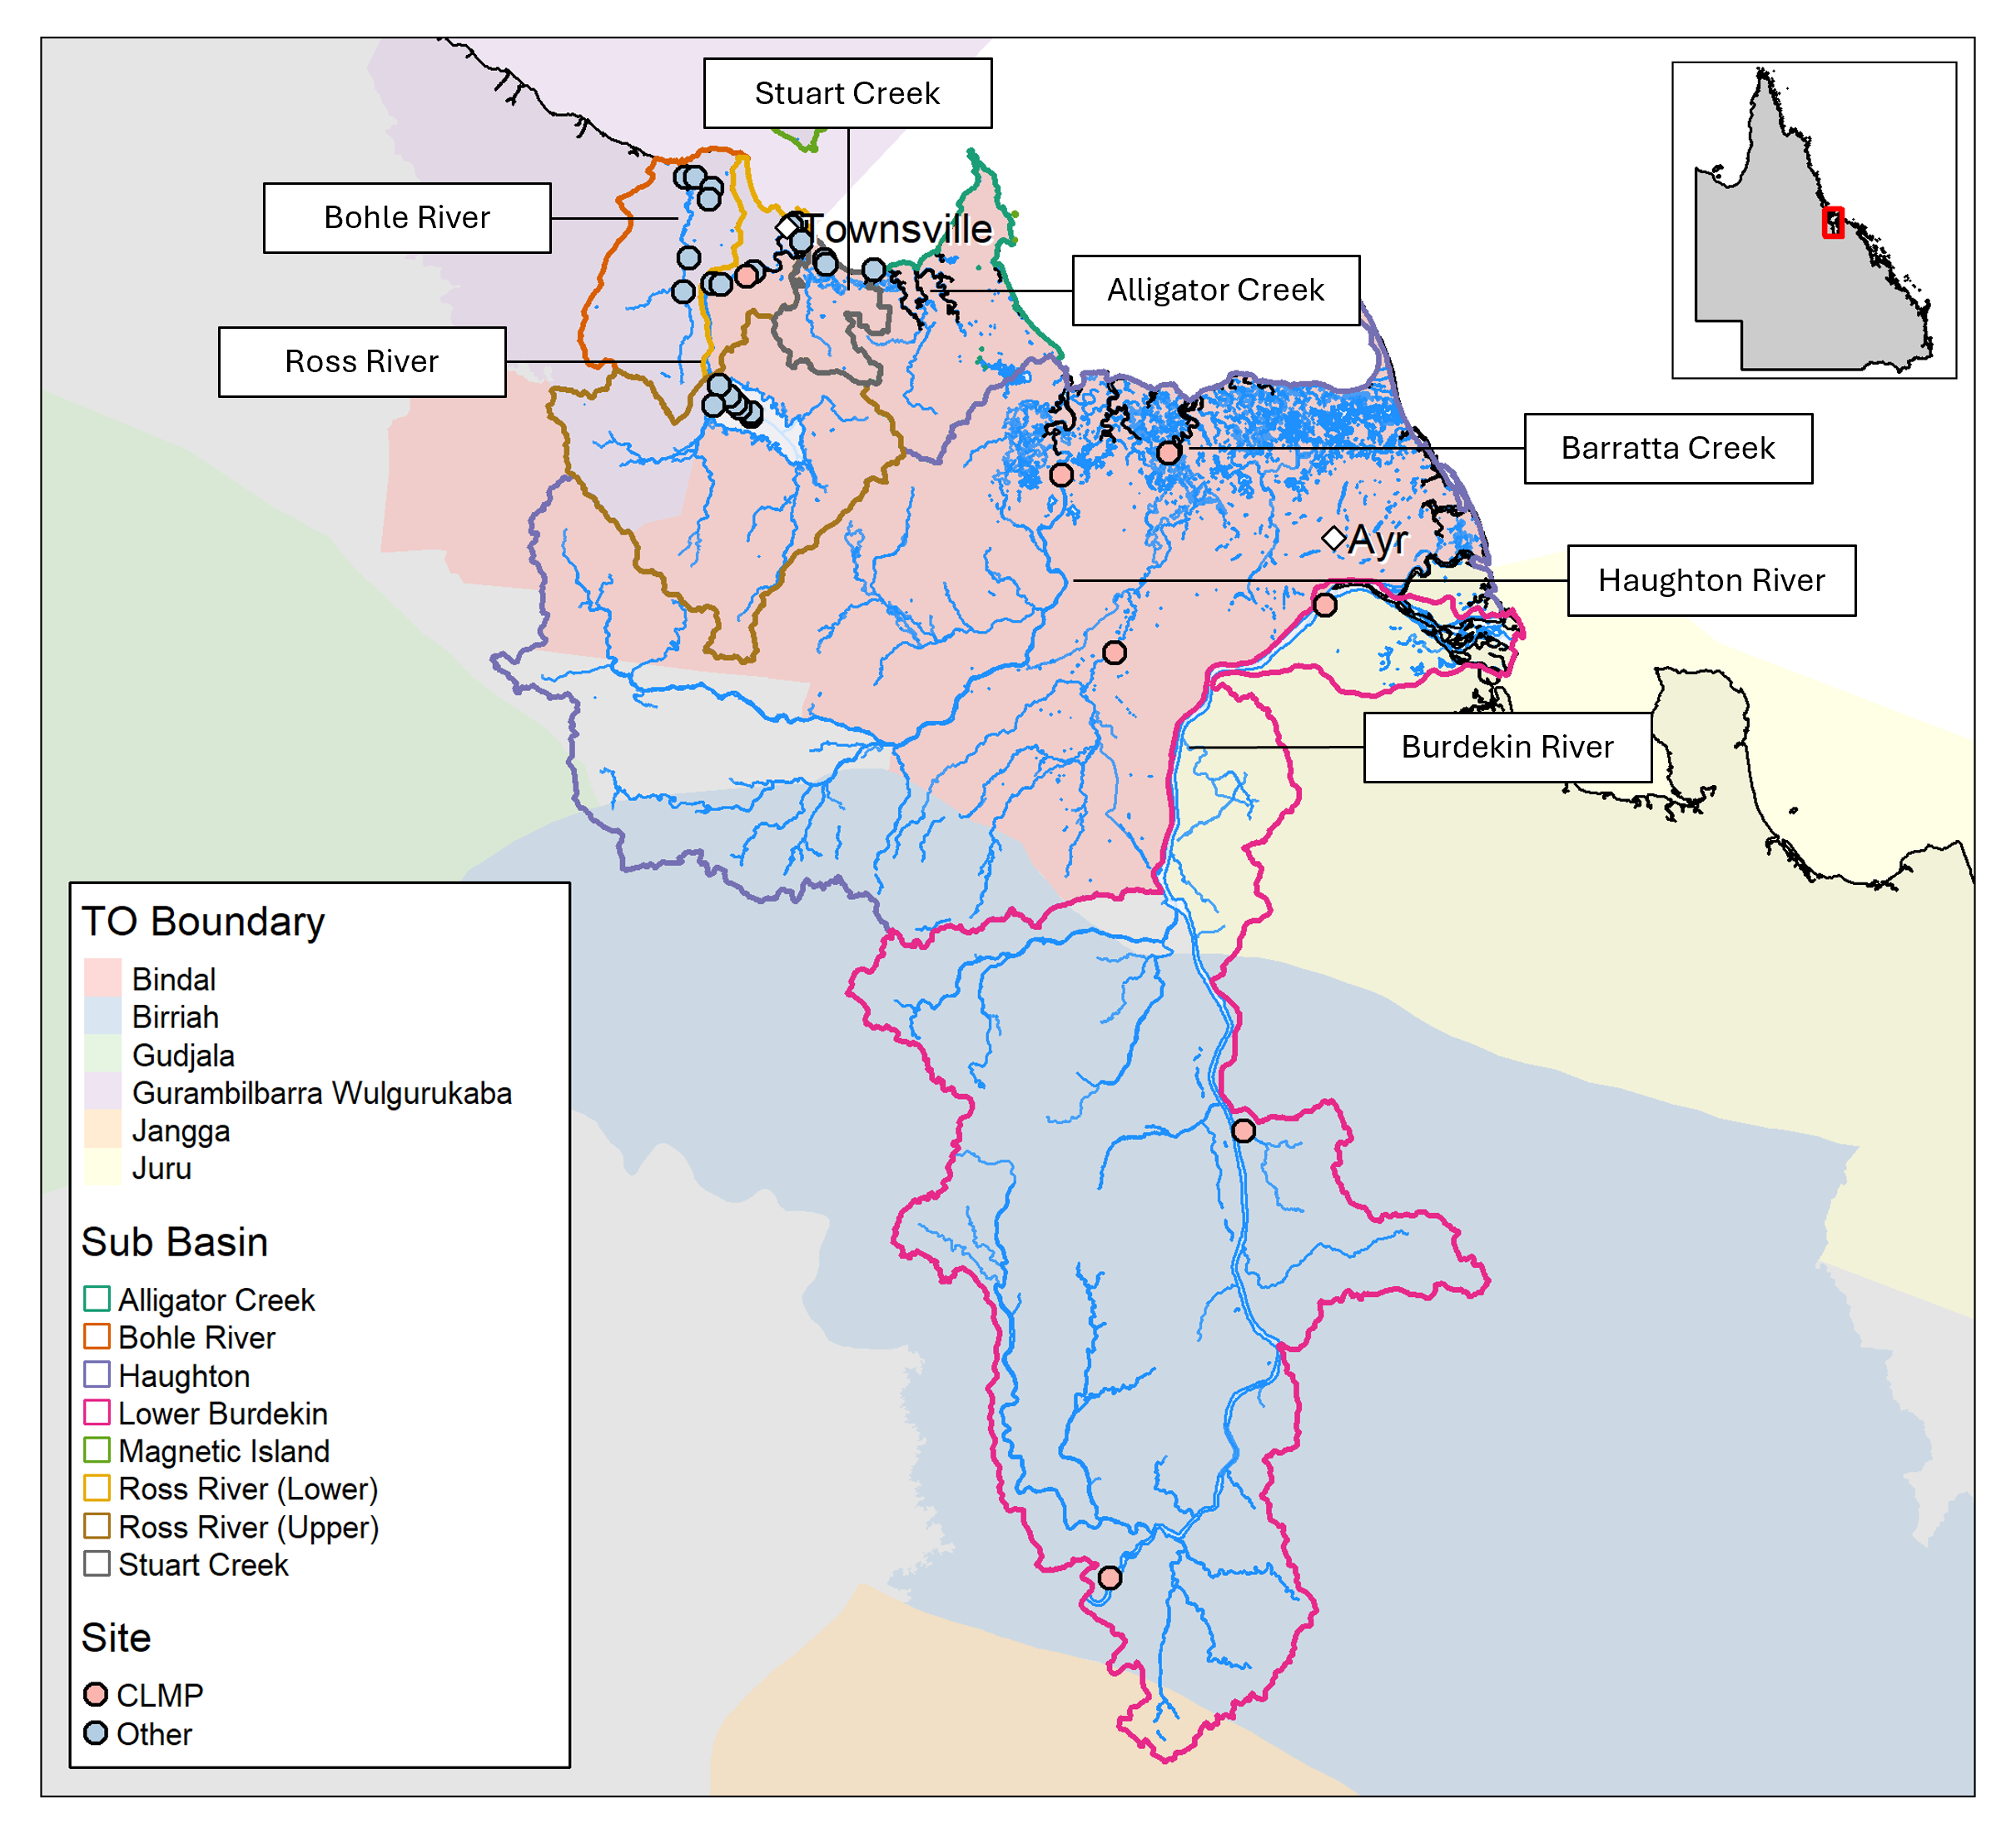 Stuart Creek
Bohle River
Townsville
Alligator Creek
Ross River
Barratta Creek
Ayr
Haughton River
Burdekin River
TO Boundary
Bindal
Birriah
Gudjala
Gurambilbarra Wulgurukaba
Jangga
Juru
Sub Basin
Alligator Creek
Bohle River
Haughton
Lower Burdekin
Magnetic Island
Ross River (Lower)
Ross River (Upper)
Stuart Creek
Site
CLMP
Other